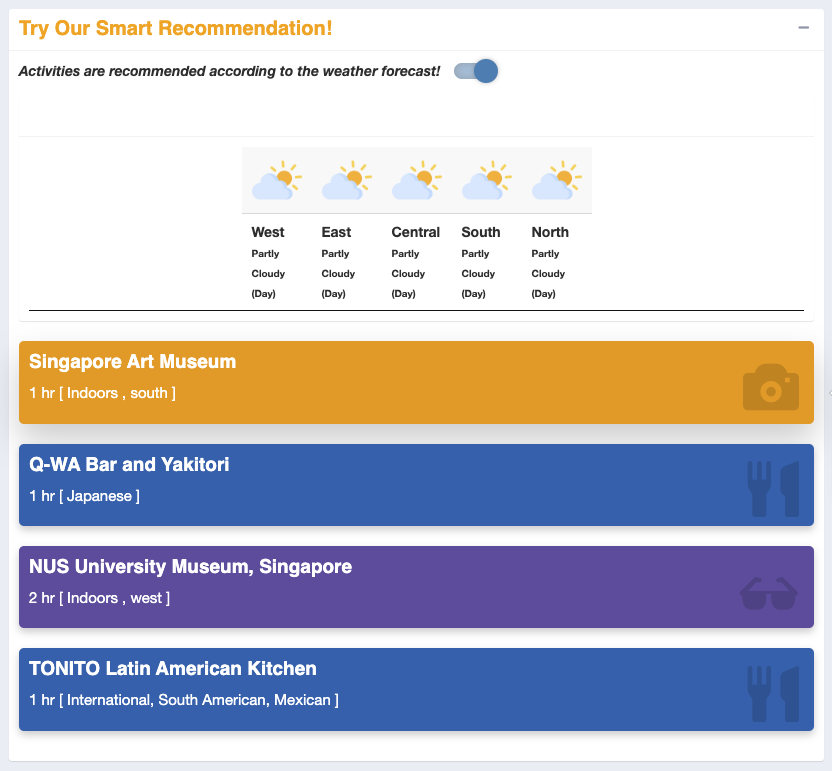 Try Our Smart Recommendation!
Activities are recommended according to the weather forecast!
West East Central South North
Partly Partly Partly Partly Partly
Cloudy Cloudy Cloudy Cloudy Cloudy
(Day) (Day) (Day) (Day) (Day)
Singapore Art Museum
1 hr [ Indoors , south ]
Q-WA Bar and Yakitori
1 hr [ Japanese ]
NUS University Museum, Singapore
2 hr [ Indoors , west ]
TONITO Latin American Kitchen
1 hr [ International, South American, Mexican ]